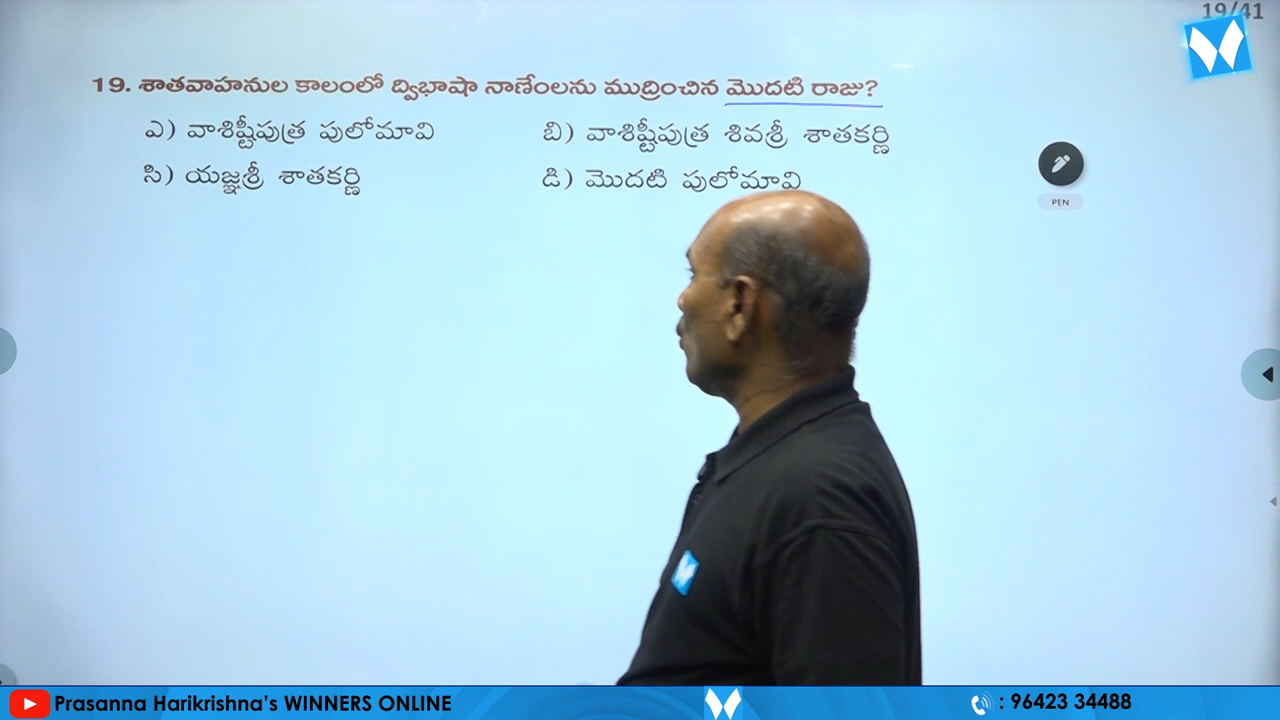 19/41
19. శాతవాహనుల కాలంలో ద్విభాషా నాణేంలను ముద్రించిన మొదటి రాజు?
ఎ) వాశిష్టీపుత్ర పులోమావి బి) వాశిష్టీపుత్ర శివశ్రీ శాతకర్ణి
సి) యజ్ఞశ్రీ శాతకర్ణి డి) మొదటి పులోమావి
PEN
Prasanna Harikrishna's WINNERS ONLINE : 96423 34488